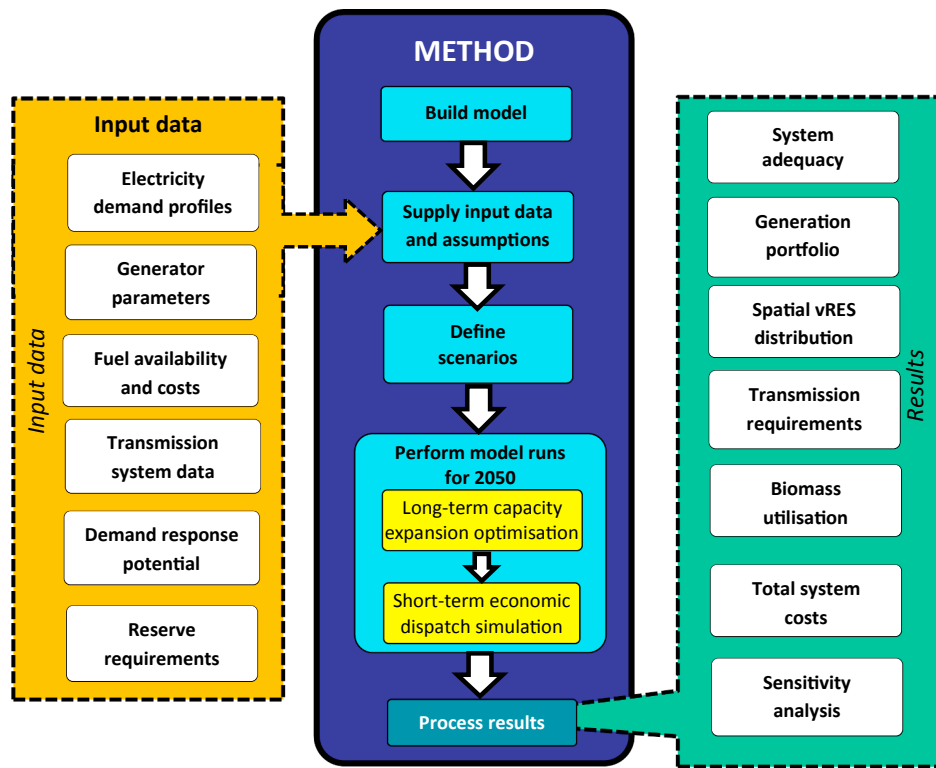 METHOD
Input data
Input data
Electricity
demand profiles
Generator
parameters
Fuel availability
and costs
Transmission
system data
Demand response
potential
Reserve
requirements
Build model
Supply input data
and assumptions
Define
scenarios
Perform model runs
for 2050
Long-term capacity
expansion optimisation
Short-term economic
dispatch simulation
Process results
Results
System
adequacy
Generation
portfolio
Spatial vRES
distribution
Transmission
requirements
Biomass
utilisation
Total system
costs
Sensitivity
analysis